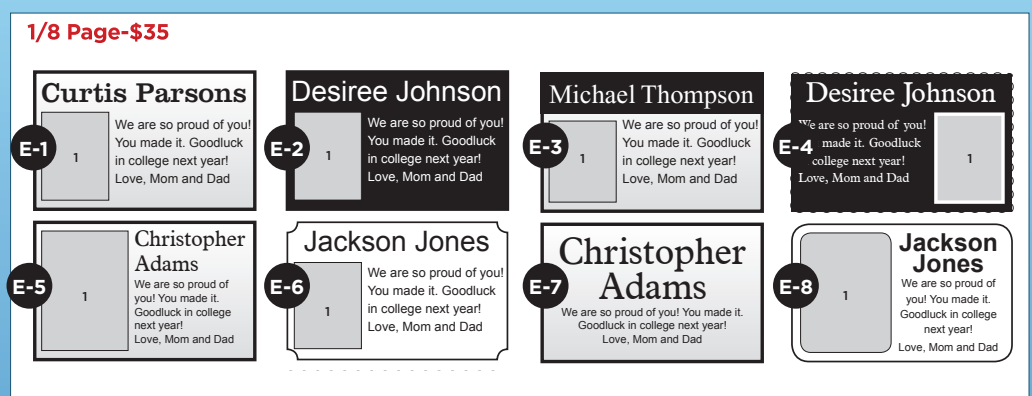 1/8 Page-$35
Curtis Parsons
E-1
1
We are so proud of you!
You made it. Goodluck
in college next year!
Love, Mom and Dad
Desiree Johnson
E-2
1
We are so proud of you!
You made it. Goodluck
in college next year!
Love, Mom and Dad
Michael Thompson
E-3
1
We are so proud of you!
You made it. Goodluck
in college next year!
Love, Mom and Dad
Desiree Johnson
E-4
We are so proud of you!
made it. Goodluck
college next year!
Love, Mom and Dad
1
E-5
1
Christopher
Adams
We are so proud of
you! You made it.
Goodluck in college
next year!
Love, Mom and Dad
Jackson Jones
E-6
1
We are so proud of you!
You made it. Goodluck
in college next year!
Love, Mom and Dad
E-7
Christopher
Adams
We are so proud of you! You made it.
Goodluck in college next year!
Love, Mom and Dad
E-8
1
Jackson
Jones
We are so proud of
you! You made it.
Goodluck in college
next year!
Love, Mom and Dad